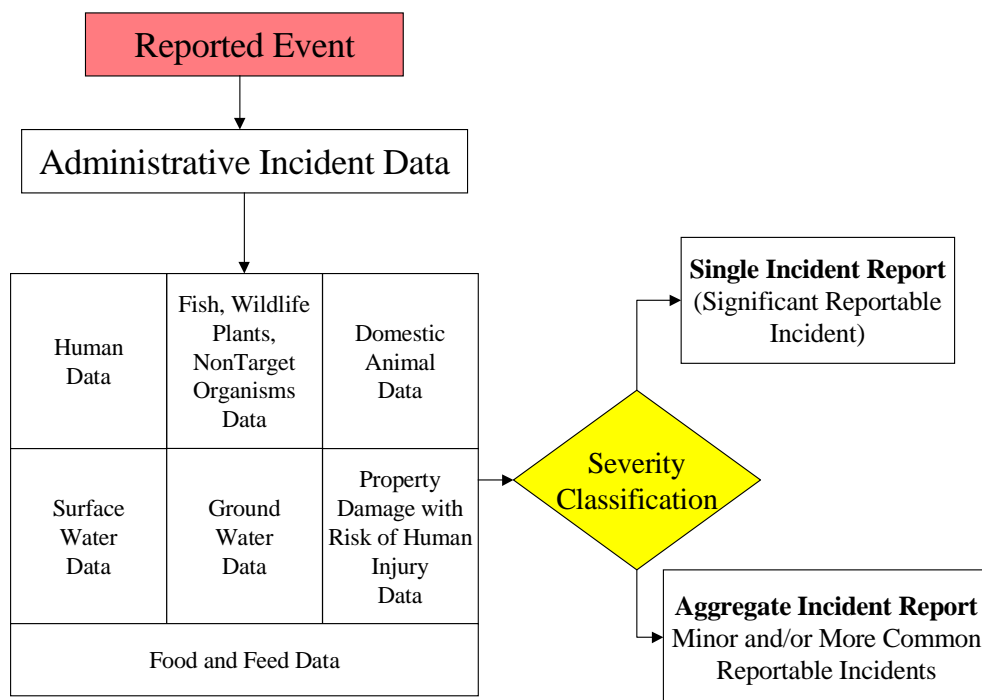 Reported Event
Administrative Incident Data
Human
Data
Fish, Wildlife
Plants,
NonTarget
Organisms
Data
Domestic
Animal
Data
Surface
Water
Data
Ground
Water
Data
Property
Damage with
Risk of Human
Injury
Data
Food and Feed Data
Severity
Classification
Single Incident Report
(Significant Reportable
Incident)
Aggregate Incident Report
Minor and/or More Common
Reportable Incidents